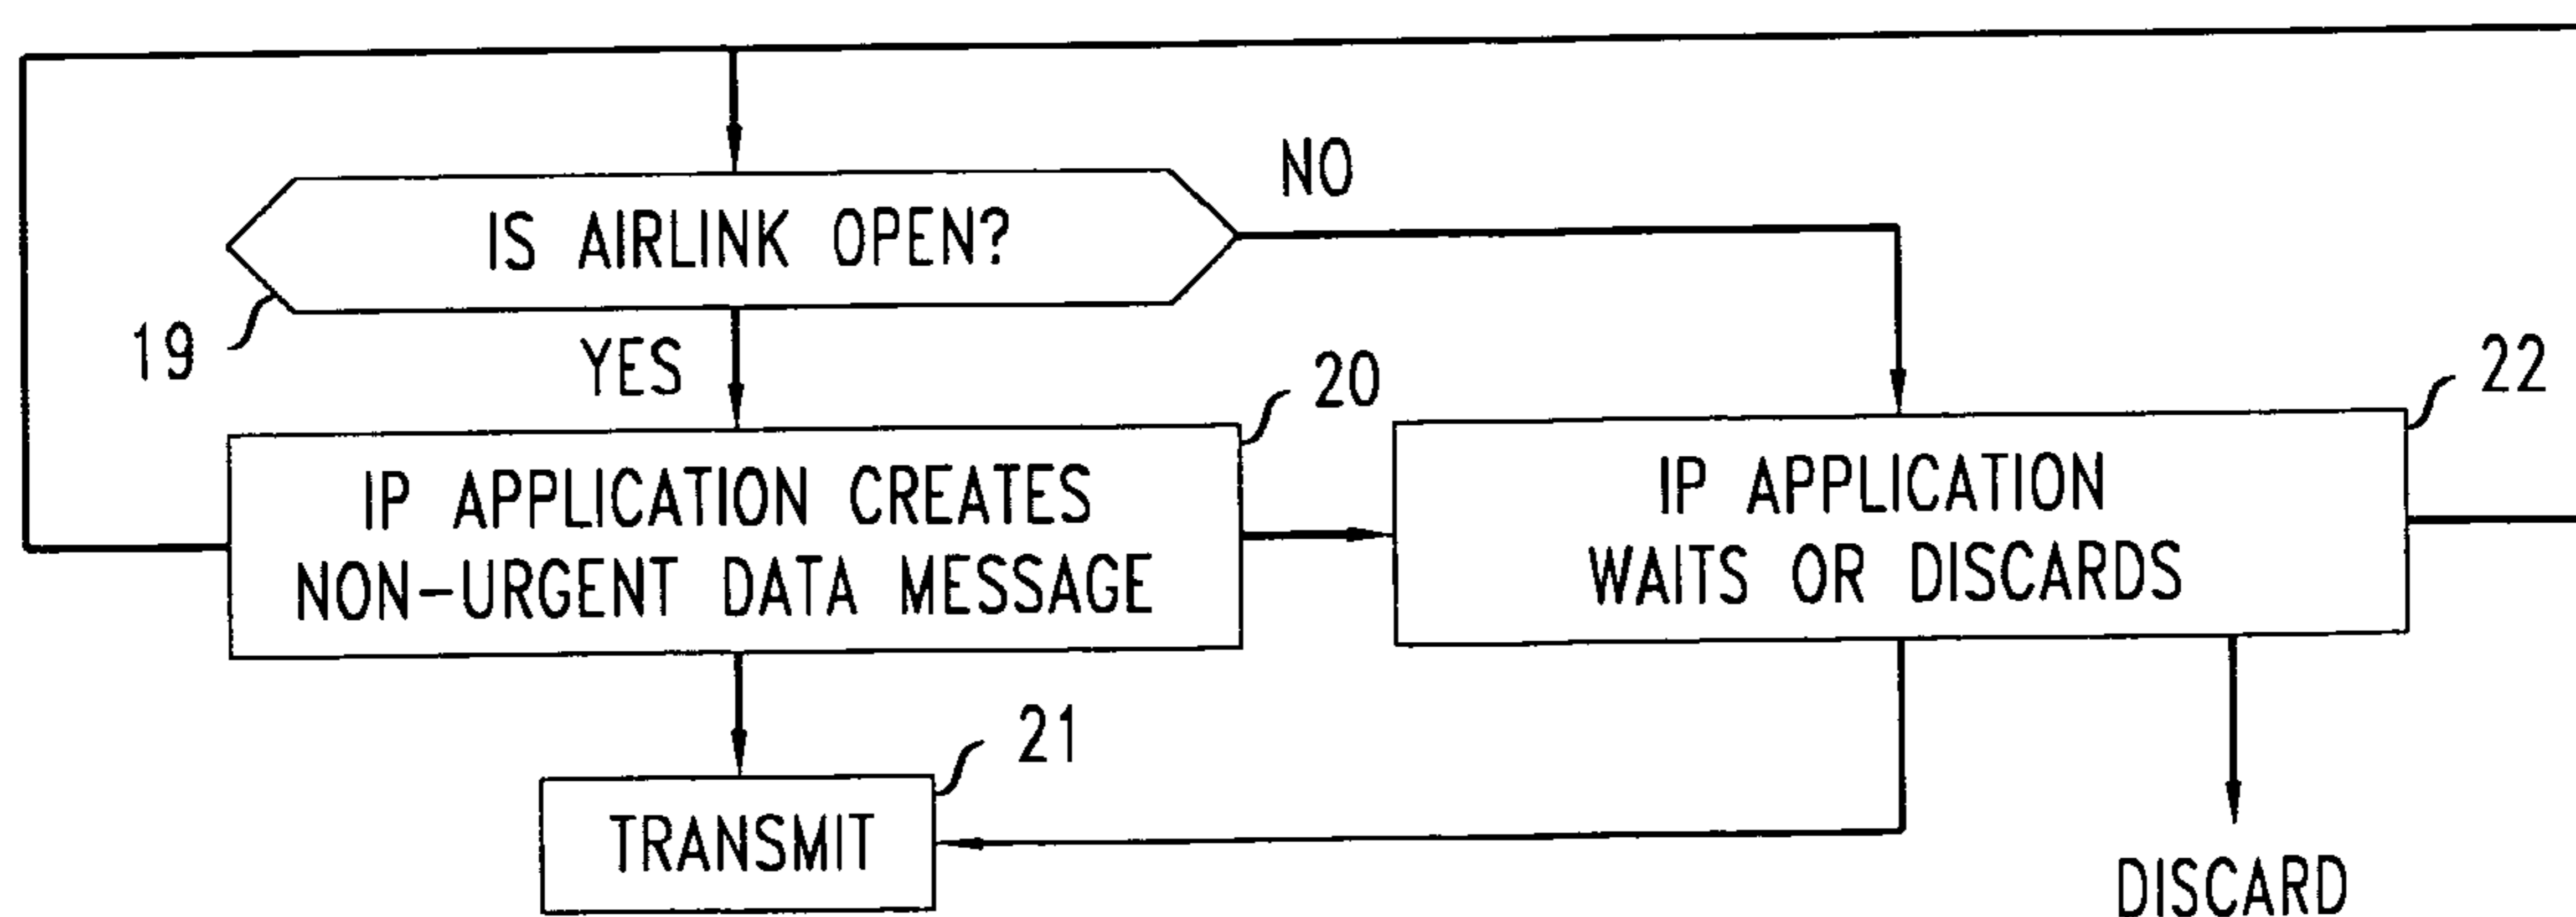 NO
IS AIRLINK OPEN?
19
YES
20
22
IP APPLICATION CREATES
NON-URGENT DATA MESSAGE
IP APPLICATION
WAITS OR DISCARDS
21
TRANSMIT
DISCARD